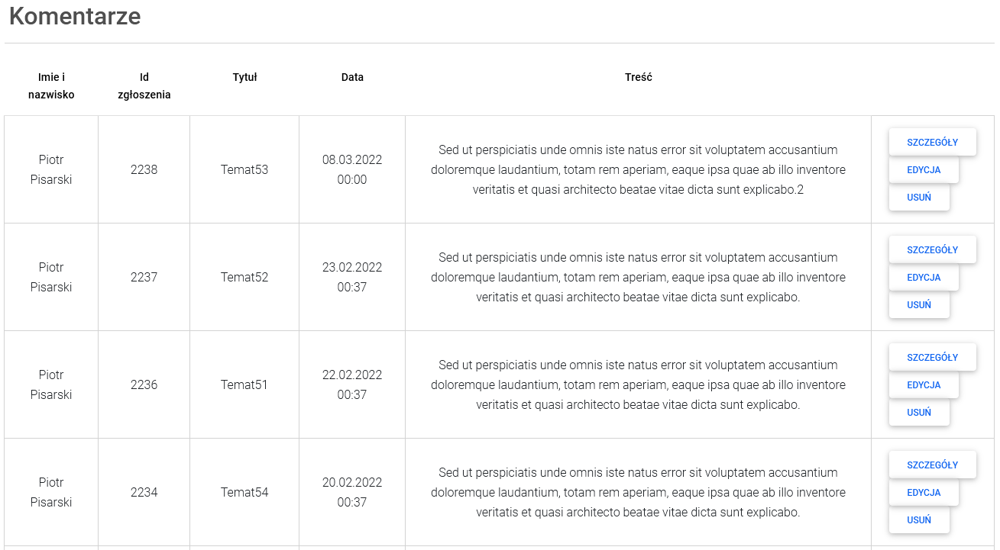 Komentarze
Imie i nazwisko
Id zgłoszenia
Tytuł
Data
Treść
Piotr Pisarski
2238
Temat53
08.03.2022 00:00
Sed ut perspiciatis unde omnis iste natus error sit voluptatem accusantium
doloremque laudantium, totam rem aperiam, eaque ipsa quae ab illo inventore
veritatis et quasi architecto beatae vitae dicta sunt explicabo.2
SZCZEGÓŁY
EDYCJA
USUŃ
Piotr Pisarski
2237
Temat52
23.02.2022 00:37
Sed ut perspiciatis unde omnis iste natus error sit voluptatem accusantium
doloremque laudantium, totam rem aperiam, eaque ipsa quae ab illo inventore
veritatis et quasi architecto beatae vitae dicta sunt explicabo.
SZCZEGÓŁY
EDYCJA
USUŃ
Piotr Pisarski
2236
Temat51
22.02.2022 00:37
Sed ut perspiciatis unde omnis iste natus error sit voluptatem accusantium
doloremque laudantium, totam rem aperiam, eaque ipsa quae ab illo inventore
veritatis et quasi architecto beatae vitae dicta sunt explicabo.
SZCZEGÓŁY
EDYCJA
USUŃ
Piotr Pisarski
2234
Temat54
20.02.2022 00:37
Sed ut perspiciatis unde omnis iste natus error sit voluptatem accusantium
doloremque laudantium, totam rem aperiam, eaque ipsa quae ab illo inventore
veritatis et quasi architecto beatae vitae dicta sunt explicabo.
SZCZEGÓŁY
EDYCJA
USUŃ